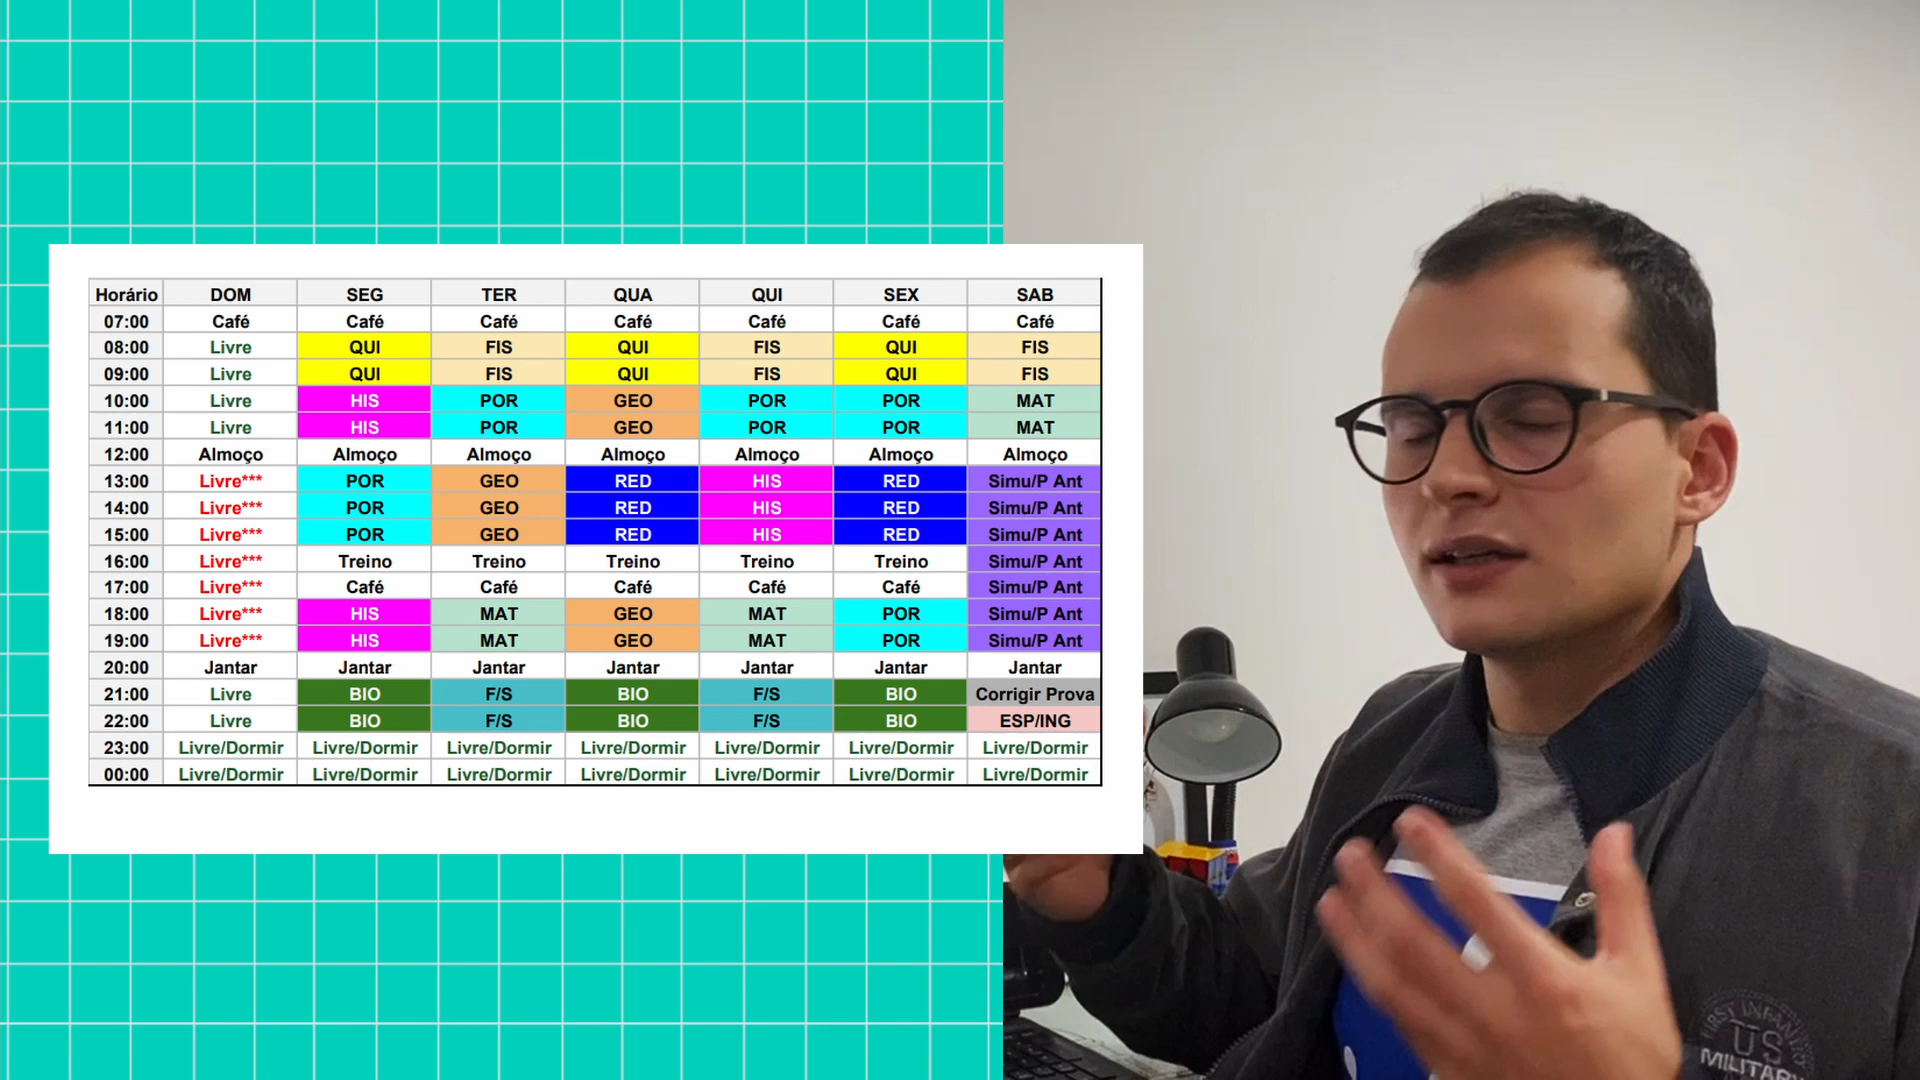 Horário DOM SEG TER QUA QUI SEX SAB
07:00 Café Café Café Café Café Café Café
08:00 Livre QUI FIS QUI FIS QUI FIS
09:00 Livre QUI FIS QUI FIS QUI FIS
10:00 Livre HIS POR GEO POR POR MAT
11:00 Livre HIS POR GEO POR POR MAT
12:00 Almoço Almoço Almoço Almoço Almoço Almoço Almoço
13:00 Livre*** POR GEO RED HIS RED Simu/P Ant
14:00 Livre*** POR GEO RED HIS RED Simu/P Ant
15:00 Livre*** POR GEO RED HIS RED Simu/P Ant
16:00 Livre*** Treino Treino Treino Treino Treino Simu/P Ant
17:00 Livre*** Café Café Café Café Café Simu/P Ant
18:00 Livre*** HIS MAT GEO MAT POR Simu/P Ant
19:00 Livre*** HIS MAT GEO MAT POR Simu/P Ant
20:00 Jantar Jantar Jantar Jantar Jantar Jantar Jantar
21:00 Livre BIO F/S BIO F/S BIO Corrigir Prova
22:00 Livre BIO F/S BIO F/S BIO ESP/ING
23:00 Livre/Dormir Livre/Dormir Livre/Dormir Livre/Dormir Livre/Dormir Livre/Dormir Livre/Dormir
00:00 Livre/Dormir Livre/Dormir Livre/Dormir Livre/Dormir Livre/Dormir Livre/Dormir Livre/Dormir
US
MILITARY